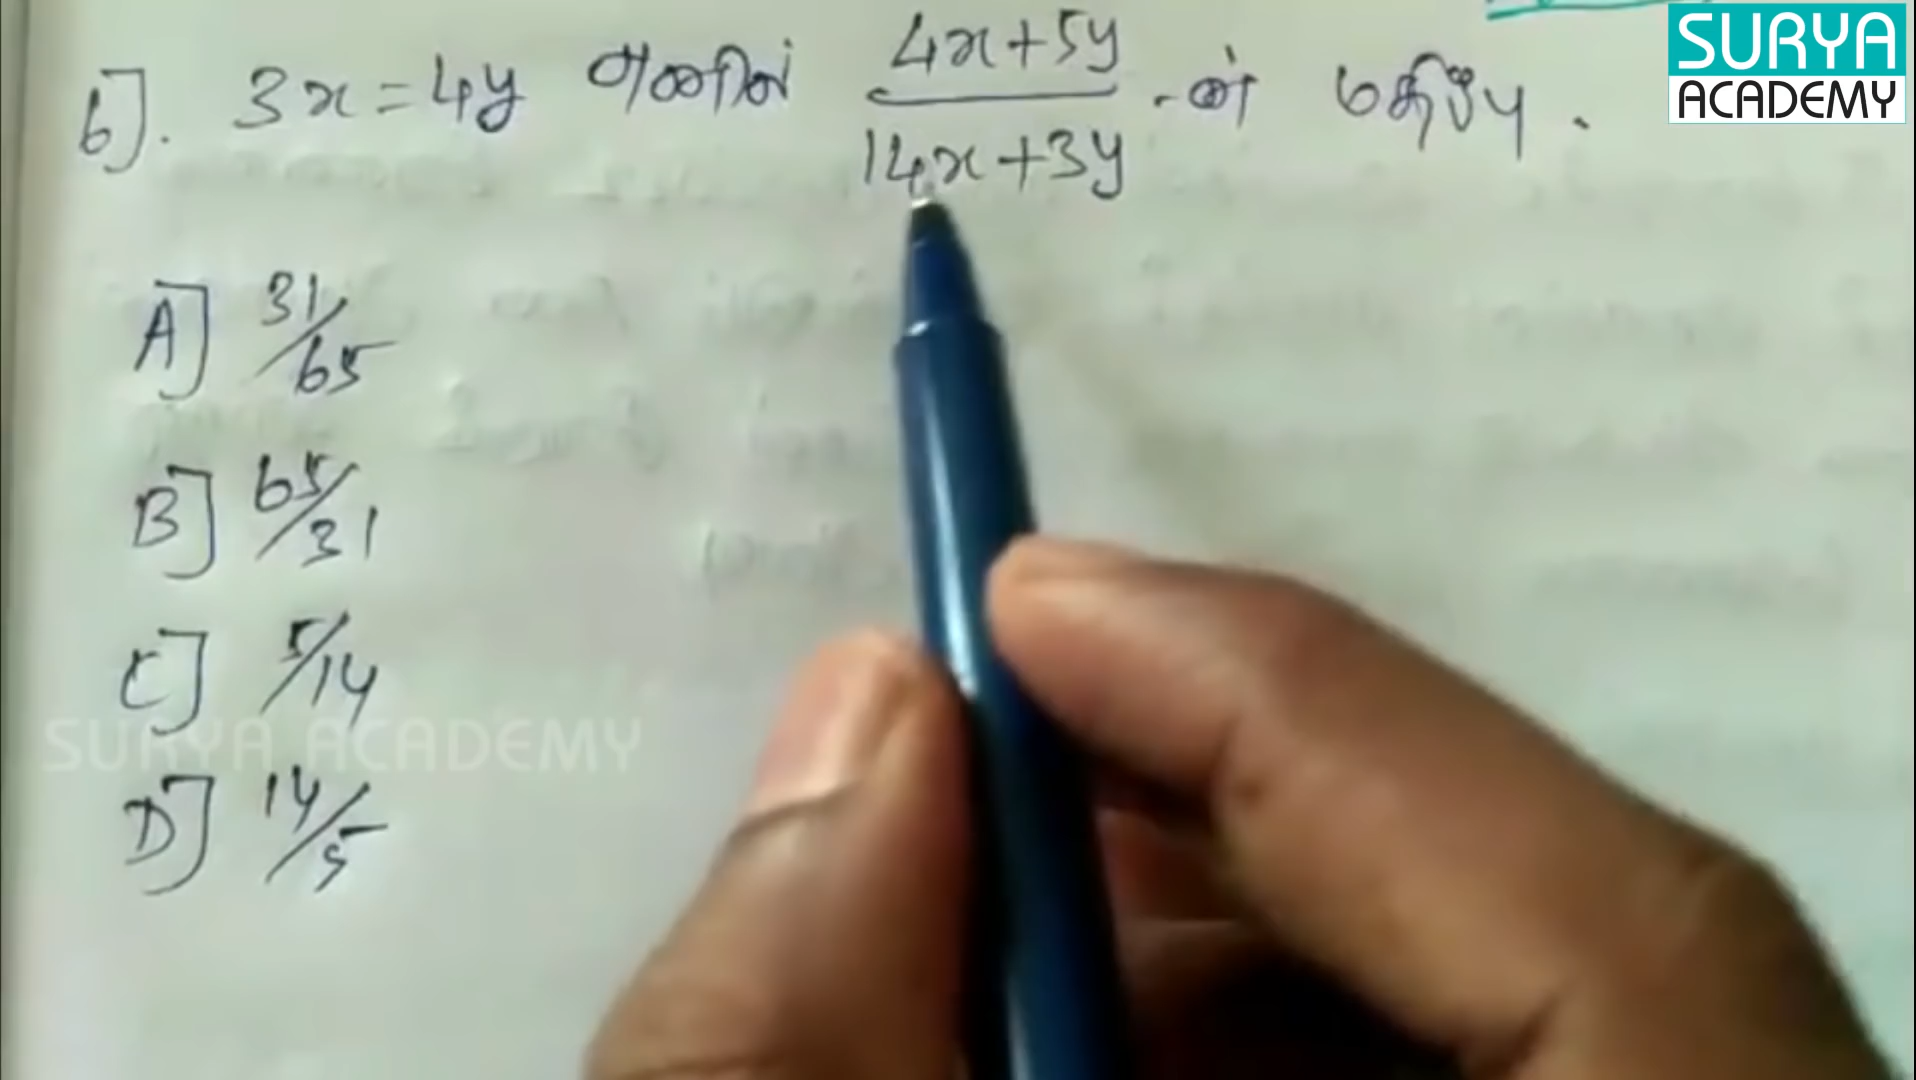 6]. 3x = 4y எனில் 4x+5y / 14x+3y -ன் மதிப்பு.
A] 31/65
B] 65/31
C] 5/14
D] 14/5
SURYA ACADEMY
SURYA
ACADEMY